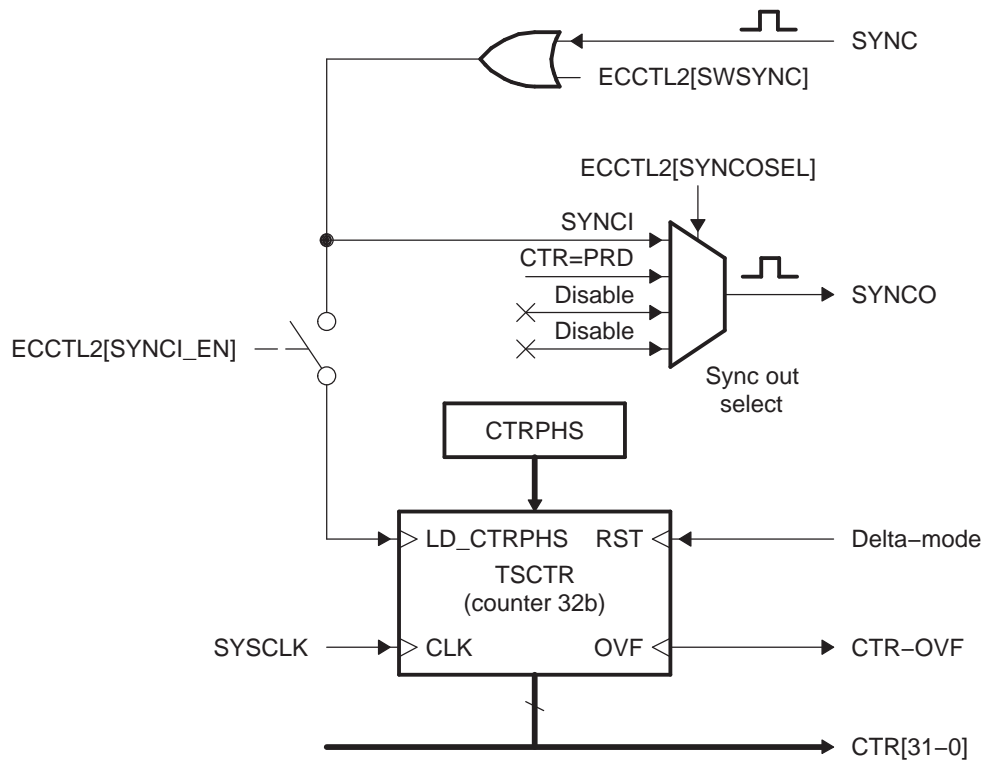 SYNC
ECCTL2[SWSYNC]
ECCTL2[SYNCOSEL]
SYNCI
CTR=PRD
Disable
SYNCO
Disable
ECCTL2[SYNCI_EN]
Sync out
select
CTRPHS
LD_CTRPHS RST
Delta−mode
TSCTR
(counter 32b)
SYSCLK
CLK OVF
CTR−OVF
CTR[31−0]